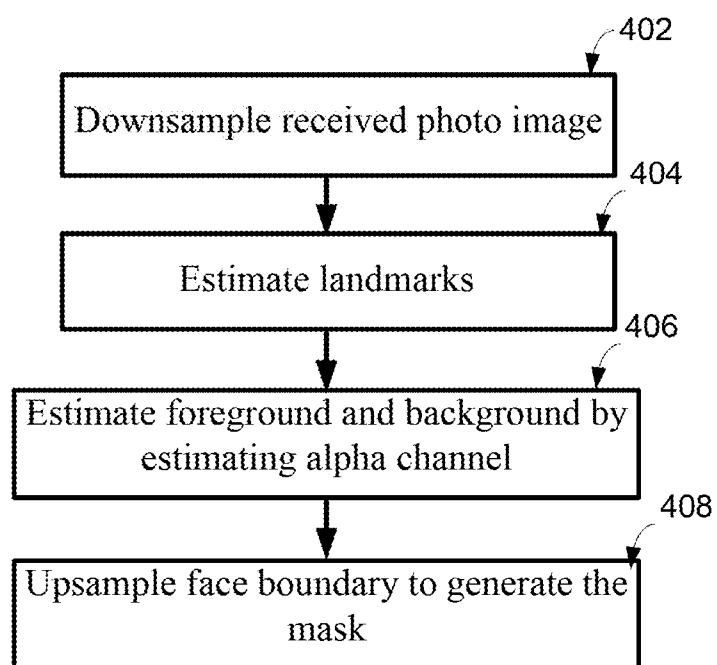 402
Downsample received photo image
404
Estimate landmarks
406
Estimate foreground and background by
estimating alpha channel
408
Upsample face boundary to generate the
mask